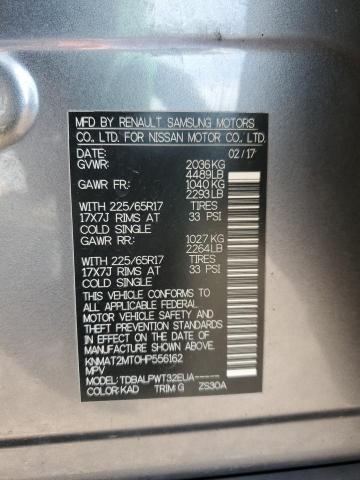 MFD BY RENAULT SAMSUNG MOTORS
CO., LTD. FOR NISSAN MOTOR CO., LTD.
DATE: 02/17
GVWR: 2036KG
4489LB
GAWR FR: 1040KG
2293LB
WITH 225/65R17 TIRES
17X7J RIMS AT 33 PSI
COLD SINGLE
GAWR RR: 1027KG
2264LB
WITH 225/65R17 TIRES
17X7J RIMS AT 33 PSI
COLD SINGLE
THIS VEHICLE CONFORMS TO
ALL APPLICABLE FEDERAL
MOTOR VEHICLE SAFETY AND
THEFT PREVENTION STANDARDS
IN EFFECT ON THE DATE OF
MANUFACTURE SHOWN ABOVE.
KNMAT2MT0HP556162
MPV
MODEL:TDBALPWT32EUA-----
COLOR:KAD TRIM:G ZS30A